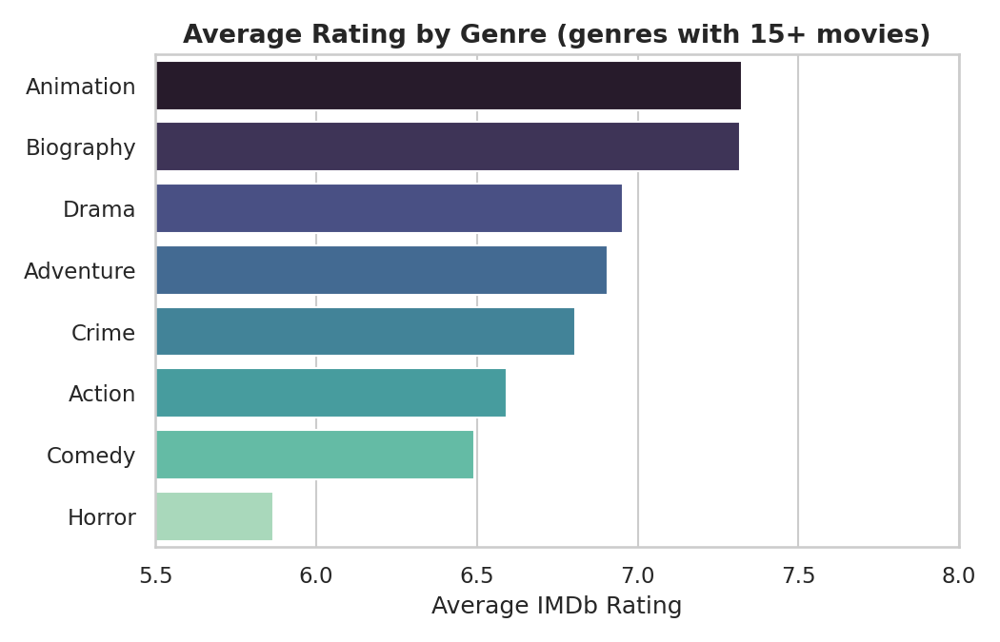 Average Rating by Genre (genres with 15+ movies)
Animation
Biography
Drama
Adventure
Crime
Action
Comedy
Horror
5.5 6.0 6.5 7.0 7.5 8.0
Average IMDb Rating